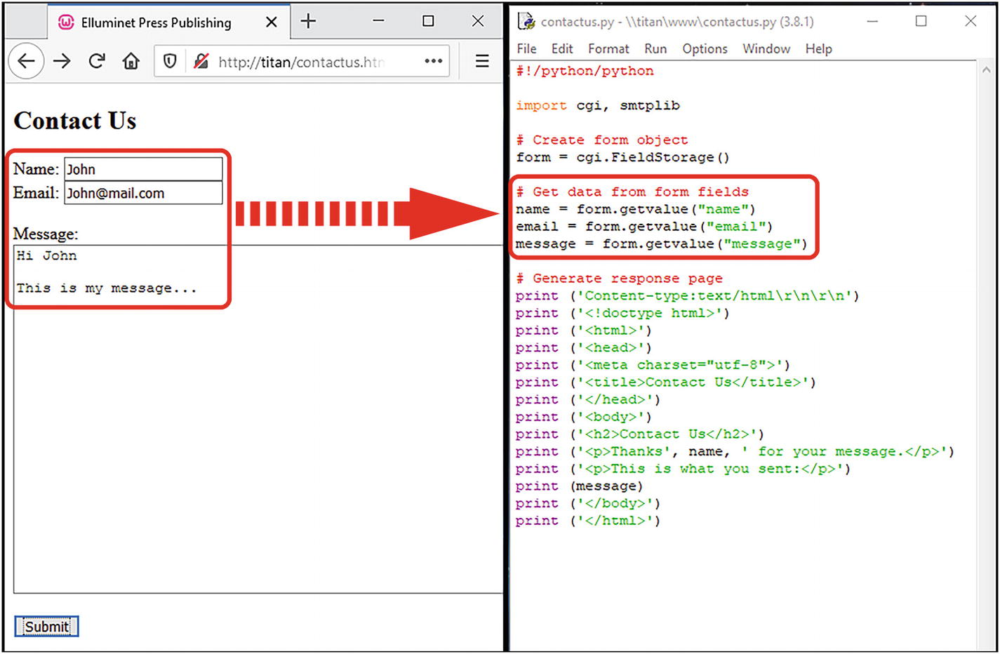 Elluminet Press Publishing
http://titan/contactus.htm
Contact Us
Name: John
Email: John@mail.com
Message:
Hi John
This is my message...
Submit
contactus.py - \\titan\www\contactus.py (3.8.1)
File Edit Format Run Options Window Help
#!/python/python
import cgi, smtplib
# Create form object
form = cgi.FieldStorage()
# Get data from form fields
name = form.getvalue("name")
email = form.getvalue("email")
message = form.getvalue("message")
# Generate response page
print ('Content-type:text/html\r\n\r\n')
print ('<!doctype html>')
print ('<html>')
print ('<head>')
print ('<meta charset="utf-8">')
print ('<title>Contact Us</title>')
print ('</head>')
print ('<body>')
print ('<h2>Contact Us</h2>')
print ('<p>Thanks', name, ' for your message.</p>')
print ('<p>This is what you sent:</p>')
print (message)
print ('</body>')
print ('</html>')